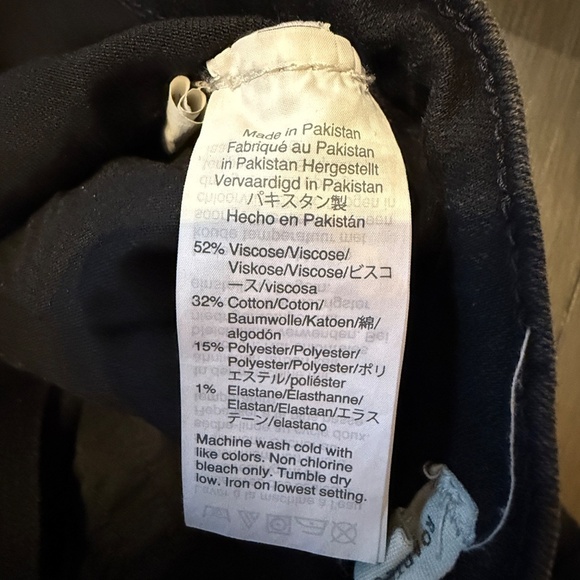 Made in Pakistan
Fabriqué au Pakistan
in Pakistan Hergestellt
Vervaardigd in Pakistan
パキスタン製
Hecho en Pakistán
52% Viscose/Viscose/
Viskose/Viscose/ビスコ
ース/viscosa
32% Cotton/Coton/
Baumwolle/Katoen/綿/
algodón
15% Polyester/Polyester/
Polyester/Polyester/ポリ
エステル/poliéster
1% Elastane/Élasthanne/
Elastan/Elastaan/エラス
テーン/elastano
Machine wash cold with
like colors. Non chlorine
bleach only. Tumble dry
low. Iron on lowest setting.